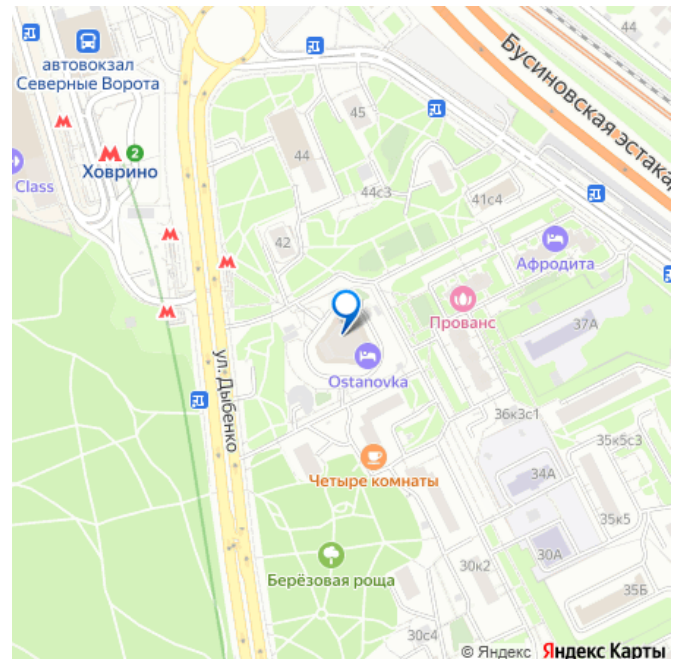 44
автовокзал
Северные Ворота
Бусиновская эстака
45
44
2
Ховрино
Class
44с3
41с4
42
Афродита
Прованс
37А
Ostanovka
ул. Дыбенко
36к3с1
35к5с3
Четыре комнаты
34А
35к5
30А
Берёзовая роща
30к2
35Б
30с4
© Яндекс Яндекс Карты